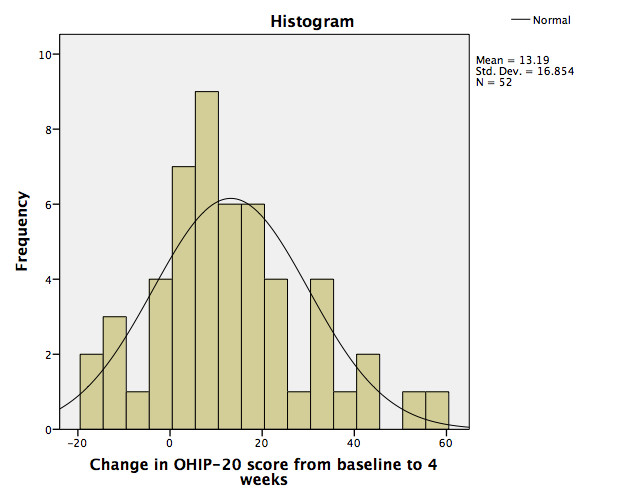 Histogram
Normal
Mean = 13.19
Std. Dev. = 16.854
N = 52
Frequency
10
8
6
4
2
0
-20
0
20
40
60
Change in OHIP-20 score from baseline to 4
weeks